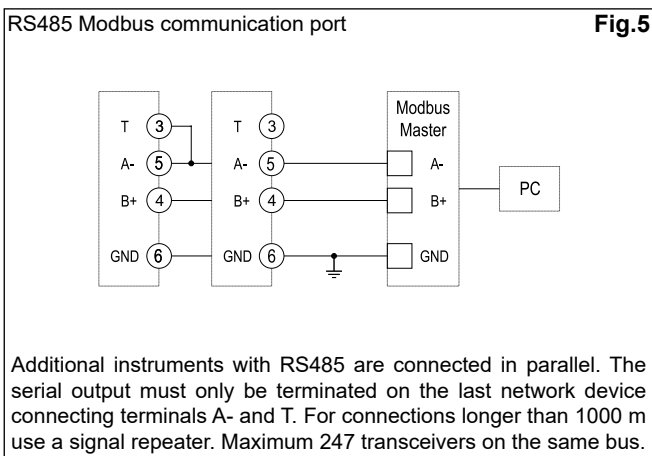 RS485 Modbus communication port Fig.5
Modbus
Master
T 3 T 3
A- 5 A- 5 A-
B+ 4 B+ 4 B+
PC
GND 6 GND 6 GND
Additional instruments with RS485 are connected in parallel. The
serial output must only be terminated on the last network device
connecting terminals A- and T. For connections longer than 1000 m
use a signal repeater. Maximum 247 transceivers on the same bus.